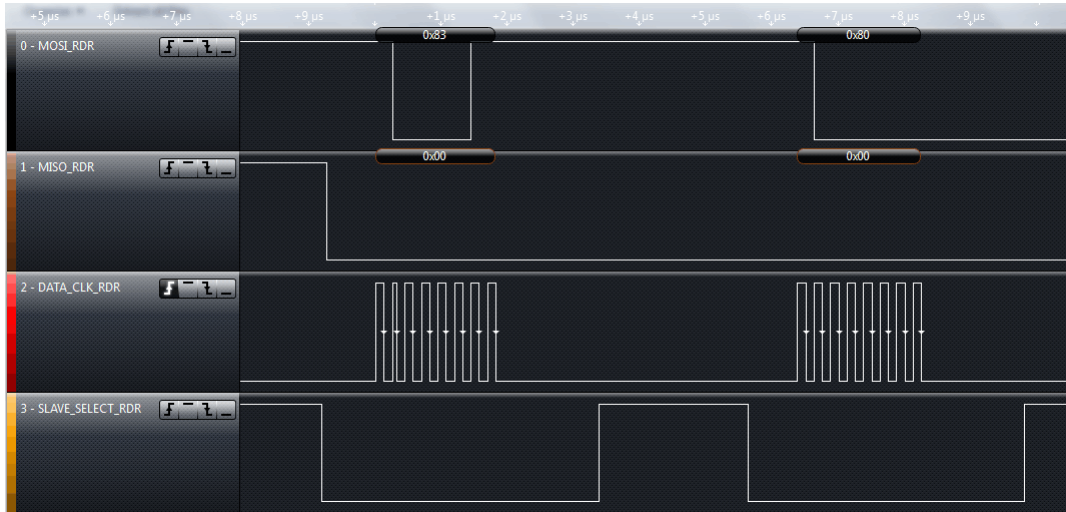 +5 µs +6 µs +7 µs +8 µs +9 µs +1 µs +2 µs +3 µs +4 µs +5 µs +6 µs +7 µs +8 µs +9 µs
0 - MOSI_RDR 0x83 0x80
1 - MISO_RDR 0x00 0x00
2 - DATA_CLK_RDR
3 - SLAVE_SELECT_RDR